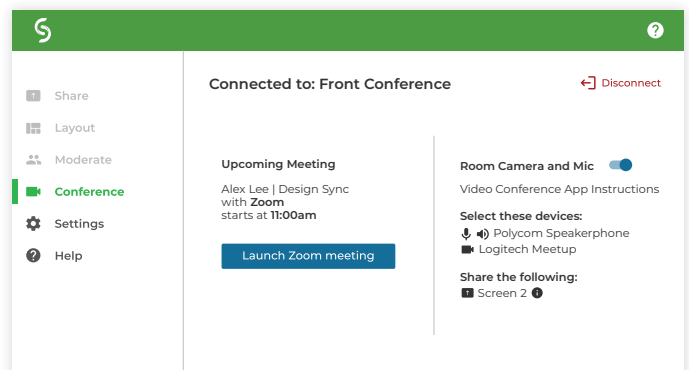 Connected to: Front Conference
Disconnect
Share
Layout
Moderate
Conference
Settings
Help
Upcoming Meeting
Alex Lee | Design Sync
with Zoom
starts at 11:00am
Launch Zoom meeting
Room Camera and Mic
Video Conference App Instructions
Select these devices:
Polycom Speakerphone
Logitech Meetup
Share the following:
Screen 2